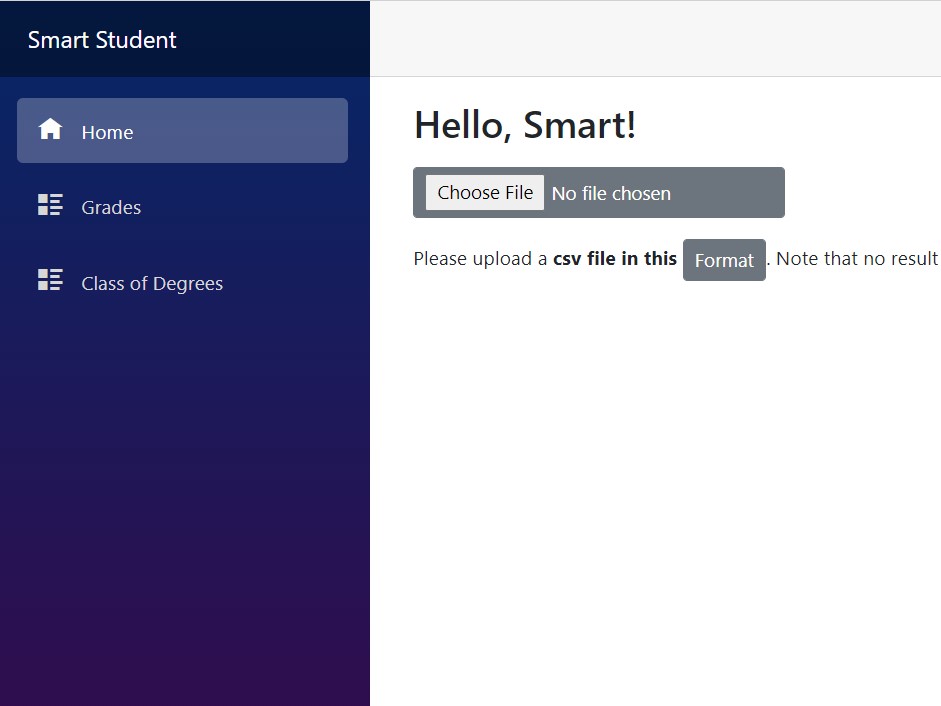 Smart Student
Home
Grades
Class of Degrees
Hello, Smart!
Choose File No file chosen
Please upload a csv file in this Format. Note that no result